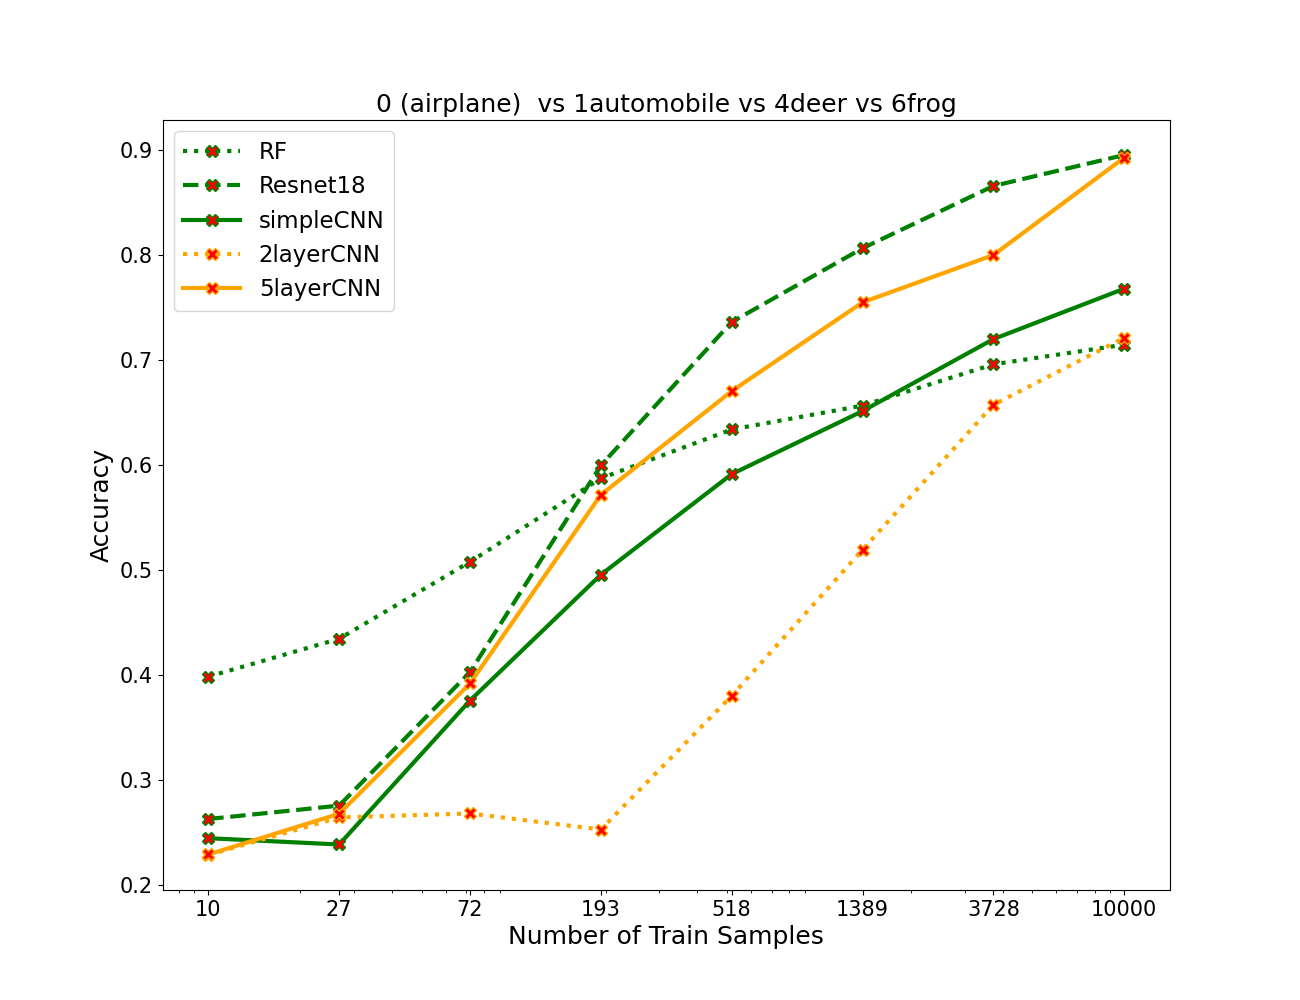 0 (airplane)  vs 1automobile vs 4deer vs 6frog
RF
Resnet18
simpleCNN
2layerCNN
5layerCNN
Accuracy
0.9
0.8
0.7
0.6
0.5
0.4
0.3
0.2
10 27 72 193 518 1389 3728 10000
Number of Train Samples